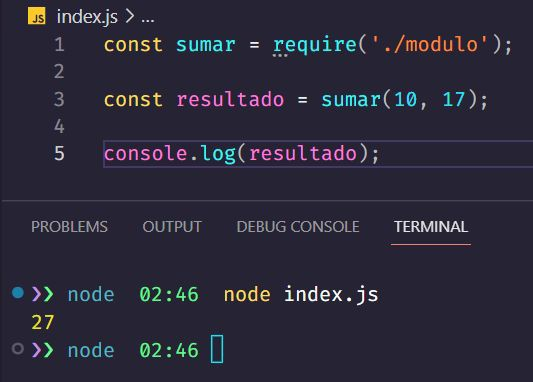 JS index.js > ...
1 const sumar = require('./modulo');
2
3 const resultado = sumar(10, 17);
4
5 console.log(resultado);
PROBLEMS OUTPUT DEBUG CONSOLE TERMINAL
❯❯ node 02:46 node index.js
27
❯❯ node 02:46